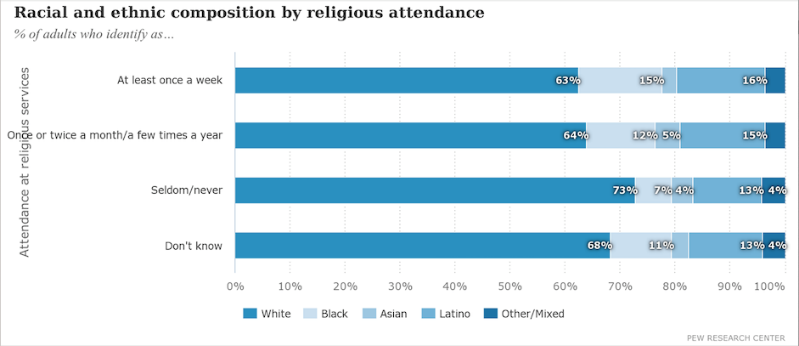 Racial and ethnic composition by religious attendance
% of adults who identify as…
Attendance at religious services
At least once a week 63% 15% 16%
Once or twice a month/a few times a year 64% 12% 5% 15%
Seldom/never 73% 7% 4% 13% 4%
Don't know 68% 11% 13% 4%
0% 10% 20% 30% 40% 50% 60% 70% 80% 90% 100%
White Black Asian Latino Other/Mixed
PEW RESEARCH CENTER